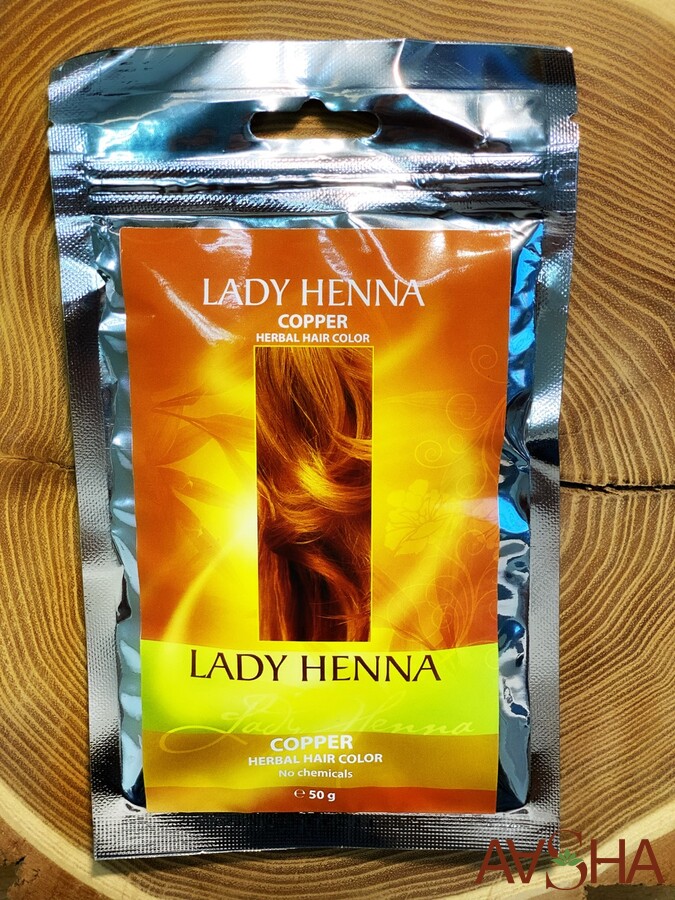 LADY HENNA
COPPER
HERBAL HAIR COLOR
LADY HENNA
Lady Henna
COPPER
HERBAL HAIR COLOR
No chemicals
℮ 50 g
AVSHA